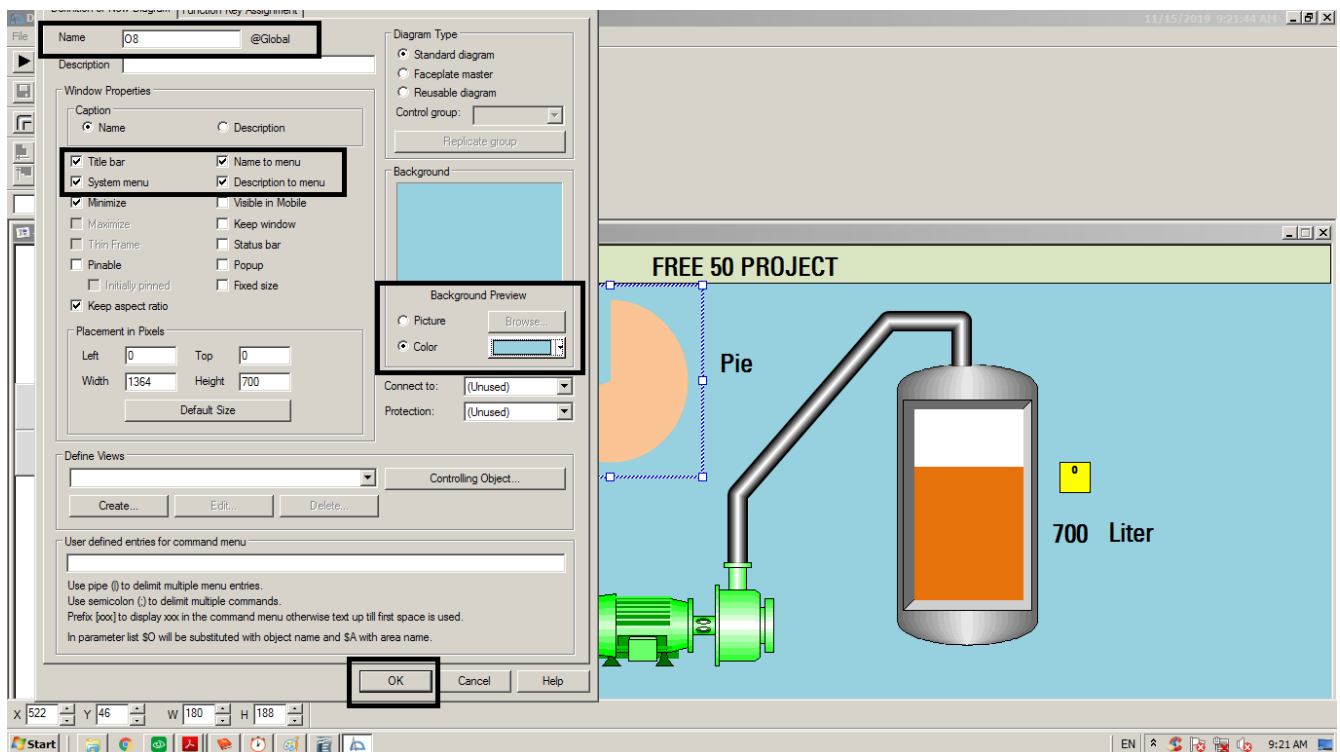 Definition of New Diagram Function Key Assignment
11/15/2019 9:21:44 AM
File
Name O8 @Global
Description
Window Properties
Caption
Name Description
Title bar Name to menu
System menu Description to menu
Minimize Visible in Mobile
Maximize Keep window
Thin Frame Status bar
Pinable Popup
Initially pinned Fixed size
Keep aspect ratio
Placement in Pixels
Left 0 Top 0
Width 1364 Height 700
Default Size
Diagram Type
Standard diagram
Faceplate master
Reusable diagram
Control group:
Replicate group
Background
Background Preview
Picture Browse...
Color
Connect to: (Unused)
Protection: (Unused)
Define Views
Controlling Object...
Create... Edit... Delete...
User defined entries for command menu
Use pipe (|) to delimit multiple menu entries.
Use semicolon (;) to delimit multiple commands.
Prefix [xxx] to display xxx in the command menu otherwise text up till first space is used.
In parameter list $O will be substituted with object name and $A with area name.
OK Cancel Help
FREE 50 PROJECT
Pie
0
700 Liter
X 522 Y 46 W 180 H 188
Start EN 9:21 AM